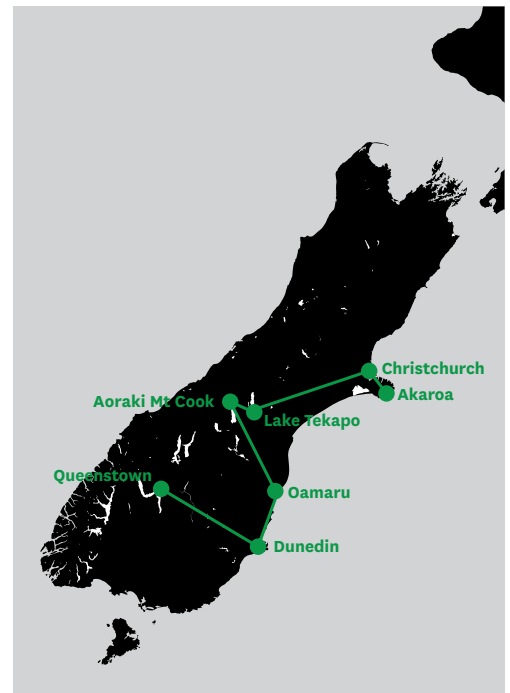 Christchurch
Akaroa
Aoraki Mt Cook
Lake Tekapo
Queenstown
Oamaru
Dunedin